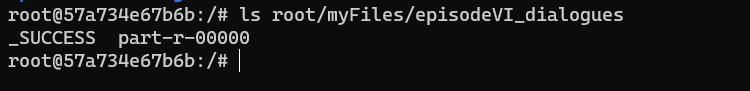 root@57a734e67b6b:/# ls root/myFiles/episodeVI_dialogues
_SUCCESS  part-r-00000
root@57a734e67b6b:/#